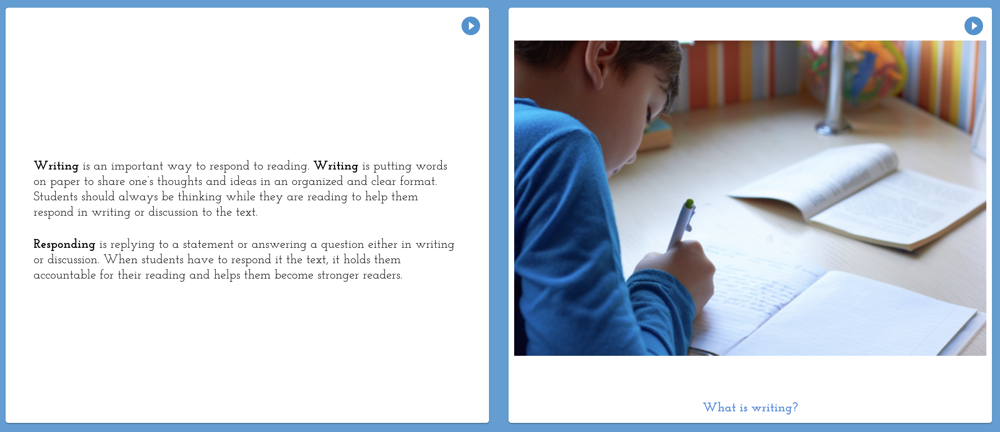 Writing is an important way to respond to reading. Writing is putting words
on paper to share one's thoughts and ideas in an organized and clear format.
Students should always be thinking while they are reading to help them
respond in writing or discussion to the text.
Responding is replying to a statement or answering a question either in writing
or discussion. When students have to respond it the text, it holds them
accountable for their reading and helps them become stronger readers.
What is writing?